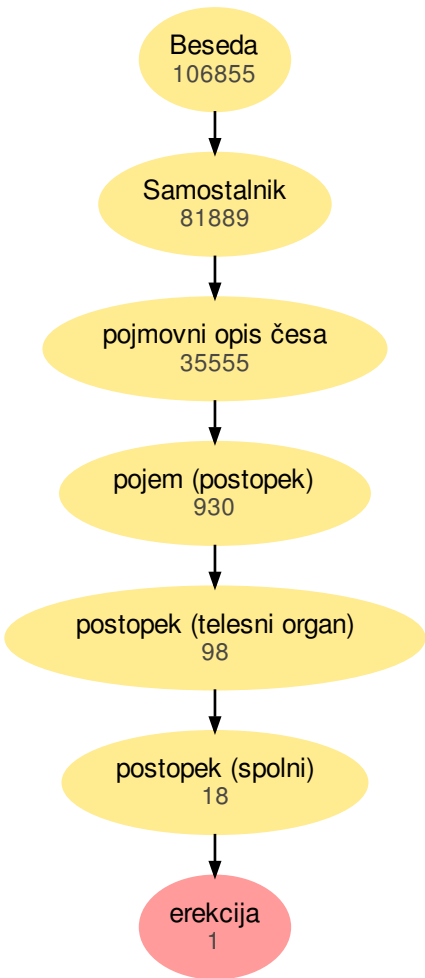 Beseda
106855
Samostalnik
81889
pojmovni opis česa
35555
pojem (postopek)
930
postopek (telesni organ)
98
postopek (spolni)
18
erekcija
1